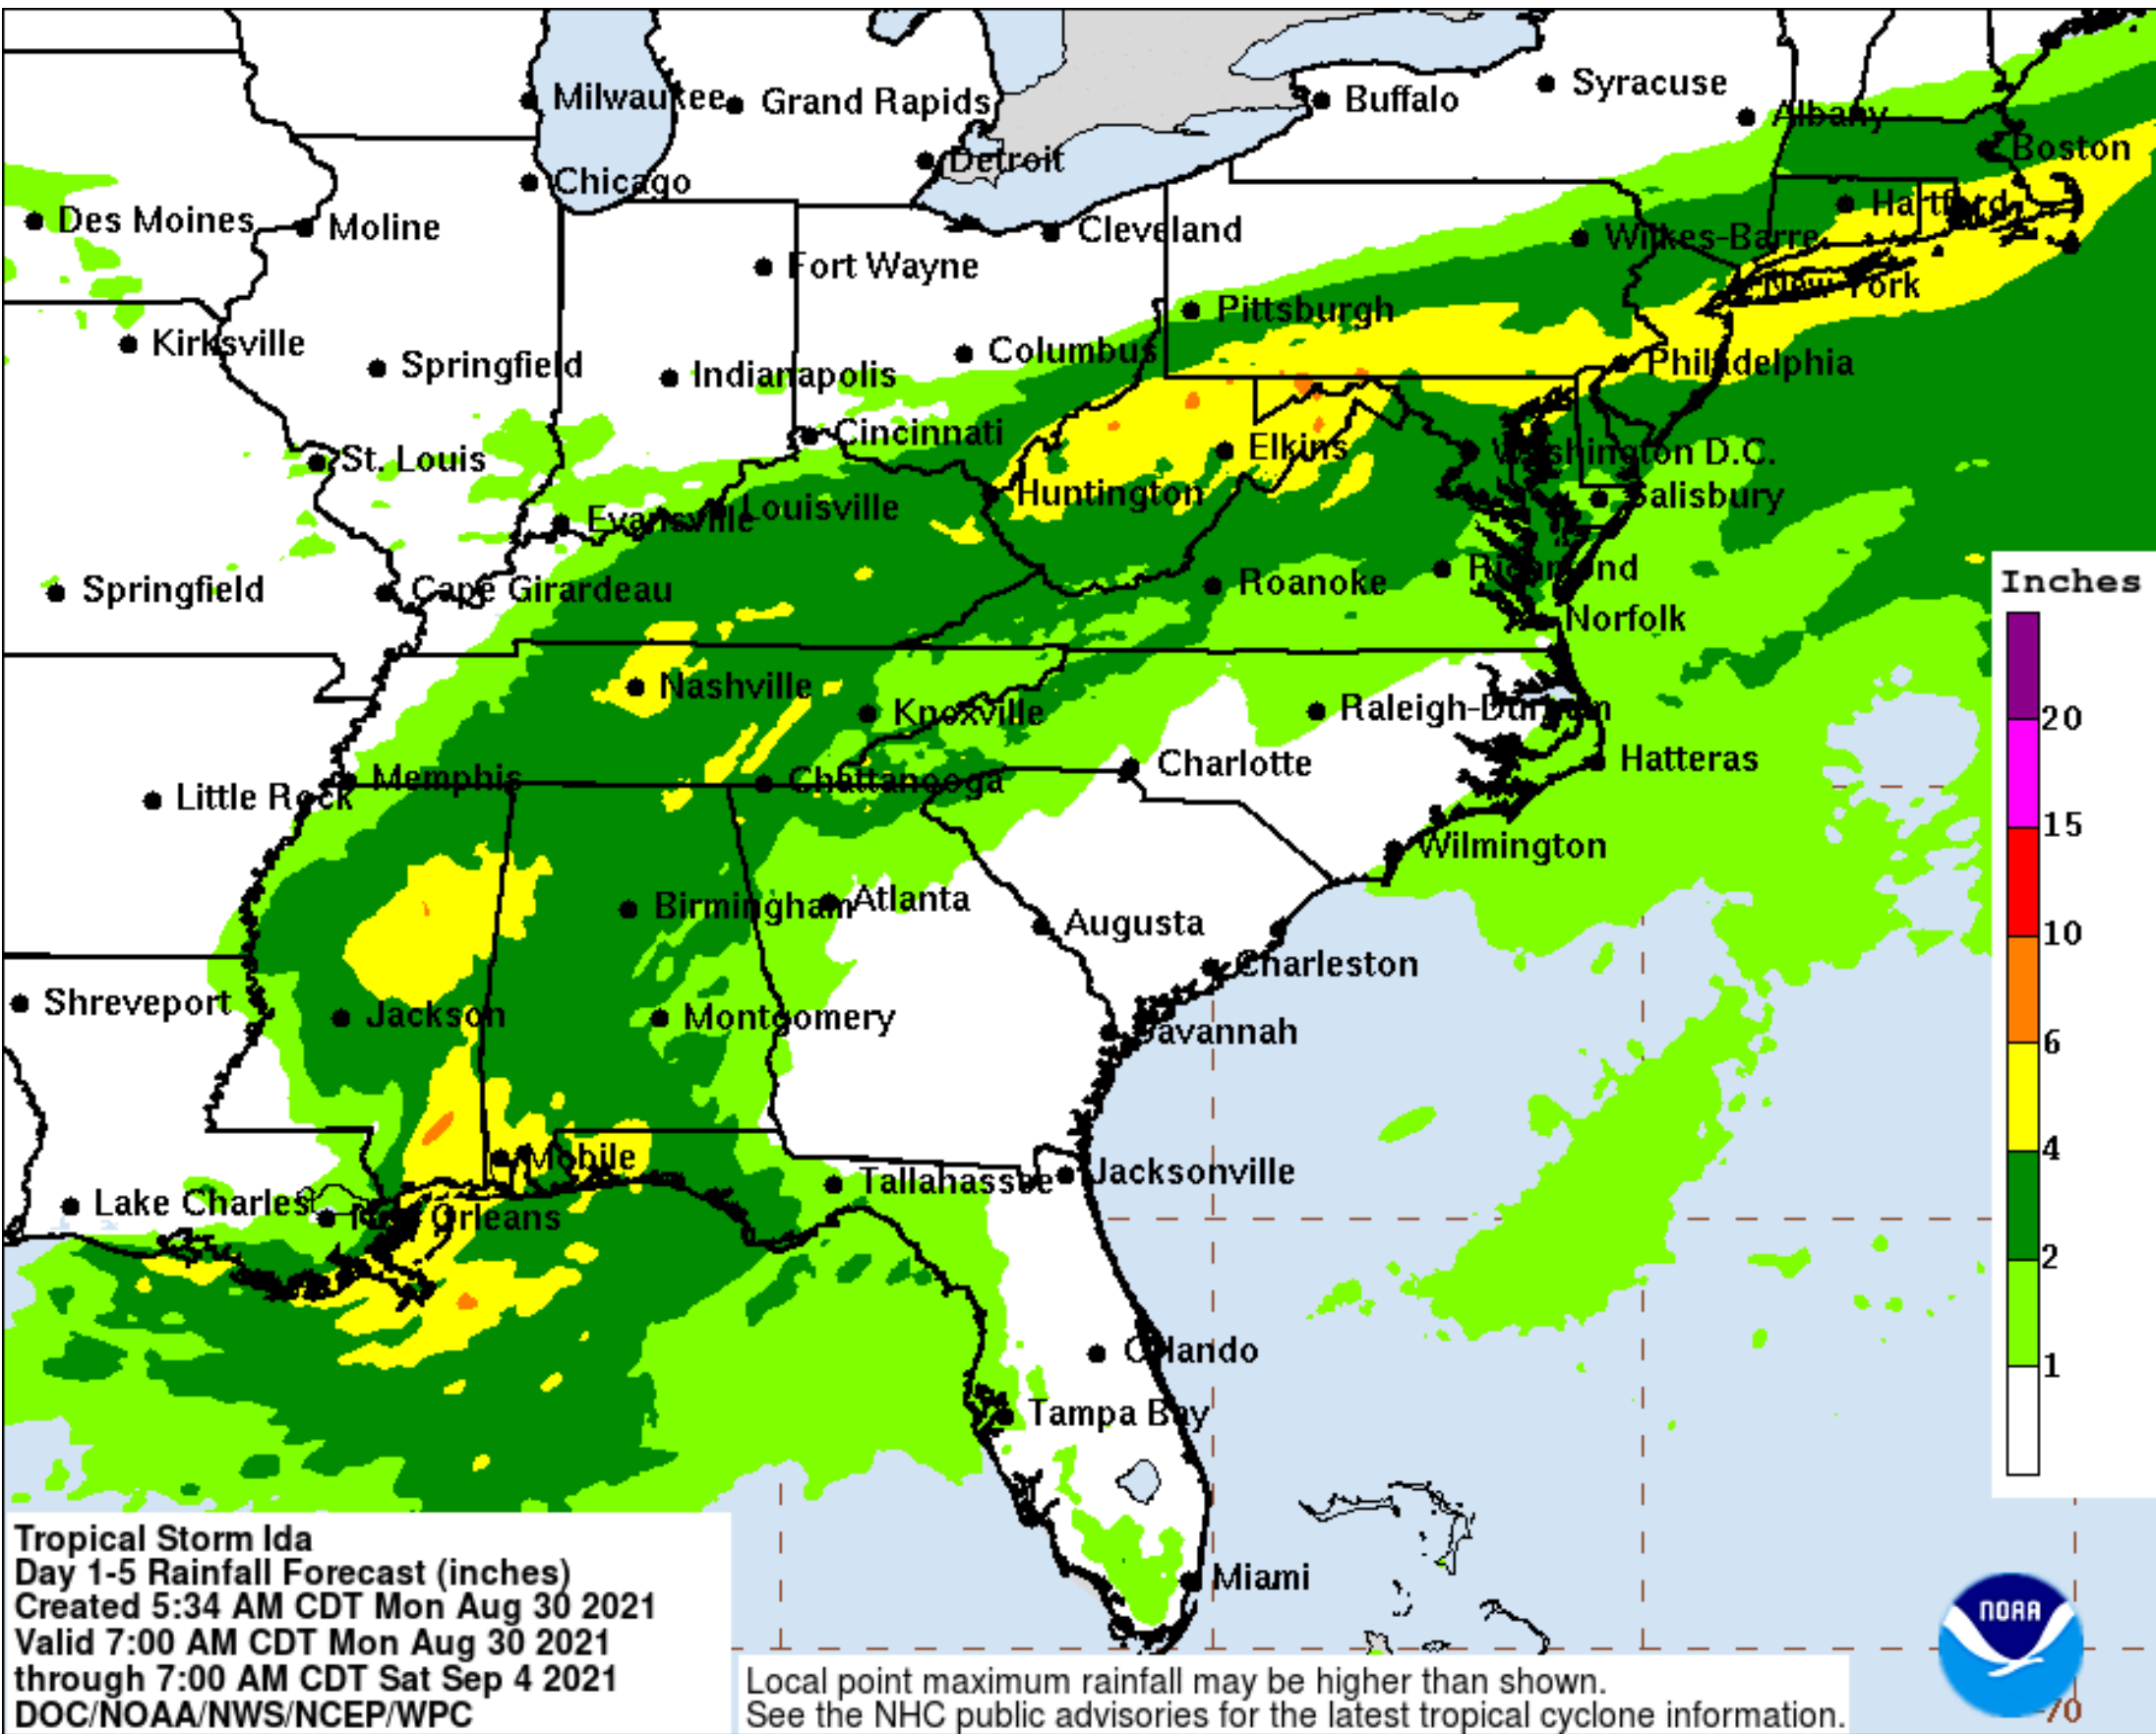 Milwaukee
Grand Rapids
Buffalo
Syracuse
Albany
Detroit
Boston
Chicago
Des Moines
Moline
Cleveland
Hartford
Wilkes-Barre
Fort Wayne
New York
Pittsburgh
Kirksville
Springfield
Indianapolis
Columbus
Philadelphia
Cincinnati
St. Louis
Elkins
Washington D.C.
Huntington
Salisbury
Evansville
Louisville
Springfield
Cape Girardeau
Roanoke
Richmond
Norfolk
Nashville
Knoxville
Raleigh-Durham
Memphis
Little Rock
Chattanooga
Charlotte
Hatteras
Wilmington
Birmingham
Atlanta
Augusta
Charleston
Shreveport
Jackson
Montgomery
Savannah
Mobile
Tallahassee
Jacksonville
Lake Charles
New Orleans
Orlando
Tampa Bay
Miami
Inches
20
15
10
6
4
2
1
Tropical Storm Ida
Day 1-5 Rainfall Forecast (inches)
Created 5:34 AM CDT Mon Aug 30 2021
Valid 7:00 AM CDT Mon Aug 30 2021
through 7:00 AM CDT Sat Sep 4 2021
DOC/NOAA/NWS/NCEP/WPC
Local point maximum rainfall may be higher than shown.
See the NHC public advisories for the latest tropical cyclone information.
NOAA
-70